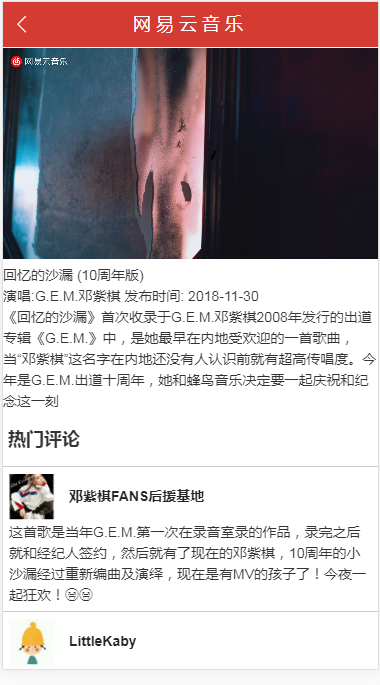 网易云音乐
网易云音乐
回忆的沙漏 (10周年版)
演唱:G.E.M.邓紫棋 发布时间: 2018-11-30
《回忆的沙漏》首次收录于G.E.M.邓紫棋2008年发行的出道
专辑《G.E.M.》中，是她最早在内地受欢迎的一首歌曲，
当“邓紫棋”这名字在内地还没有人认识前就有超高传唱度。今
年是G.E.M.出道十周年，她和蜂鸟音乐决定要一起庆祝和纪
念这一刻
热门评论
邓紫棋FANS后援基地
这首歌是当年G.E.M.第一次在录音室录的作品，录完之后
就和经纪人签约，然后就有了现在的邓紫棋，10周年的小
沙漏经过重新编曲及演绎，现在是有MV的孩子了！今夜一
起狂欢！😝😝
LittleKaby